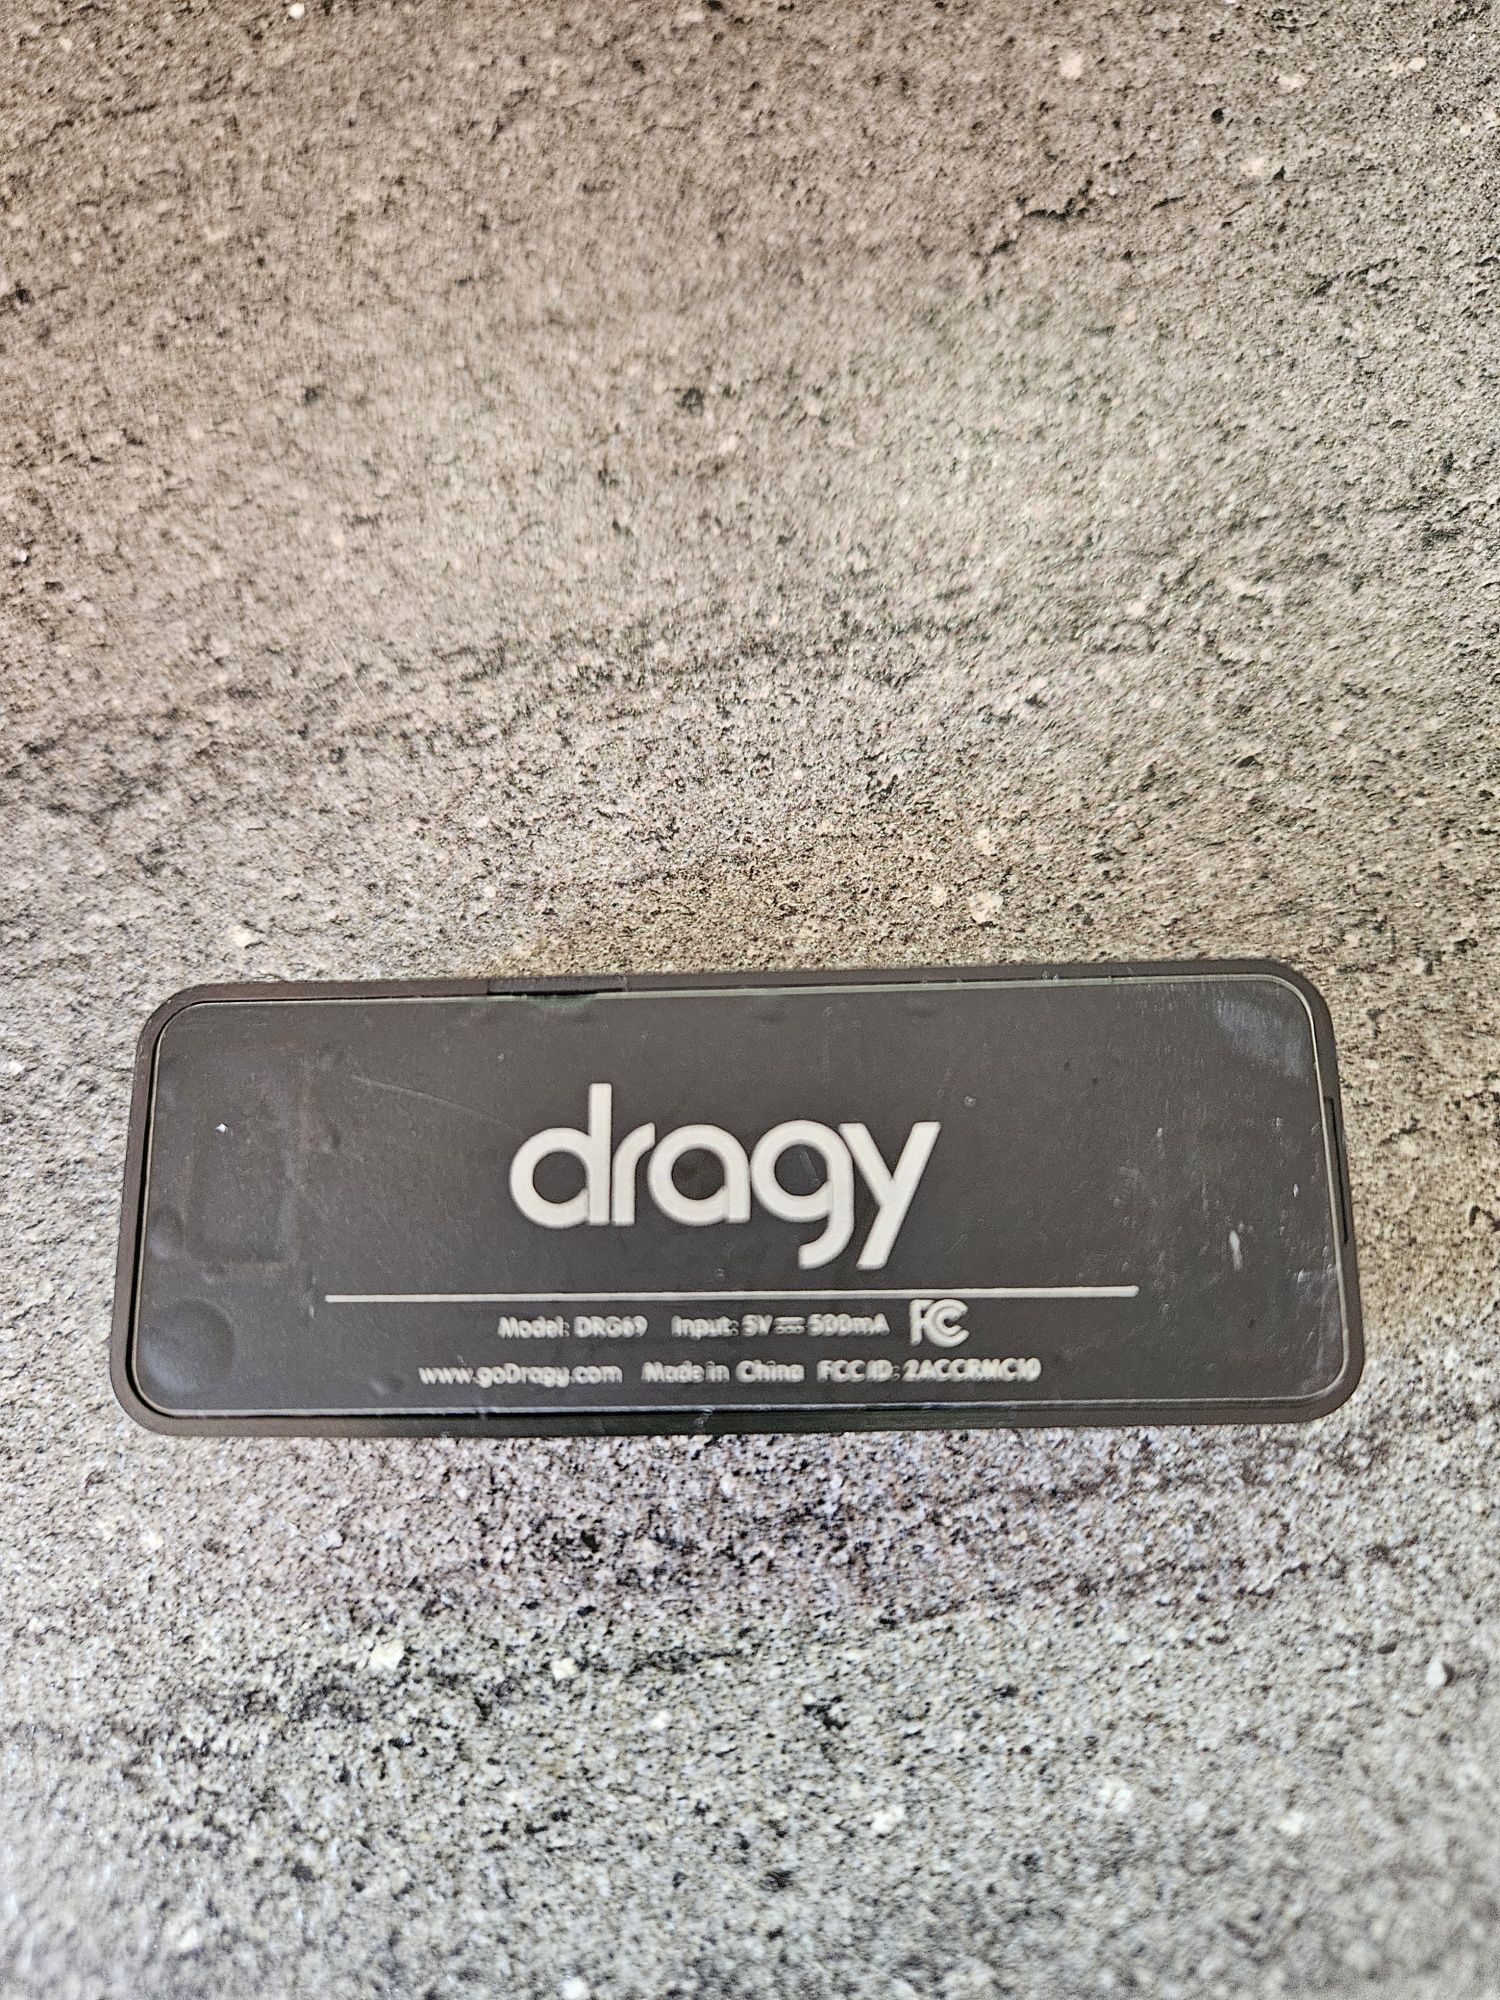 dragy
Model: DRG69 Input: 5V ⎓ 500mA FC
www.goDragy.com Made in China FCC ID: 2ACCRMC10